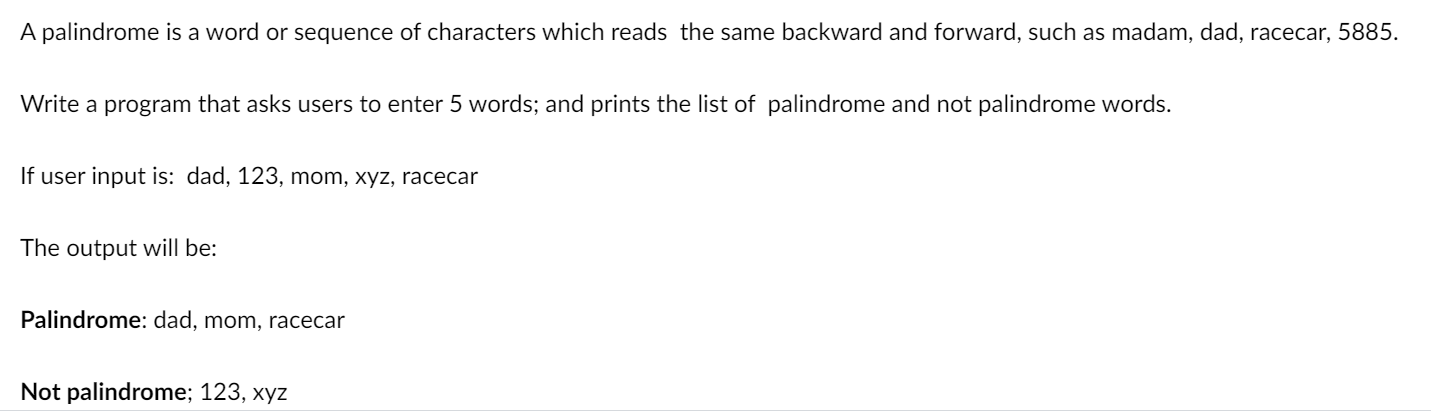 A palindrome is a word or sequence of characters which reads  the same backward and forward, such as madam, dad, racecar, 5885.
Write a program that asks users to enter 5 words; and prints the list of  palindrome and not palindrome words.
If user input is:  dad, 123, mom, xyz, racecar
The output will be:
Palindrome: dad, mom, racecar
Not palindrome; 123, xyz